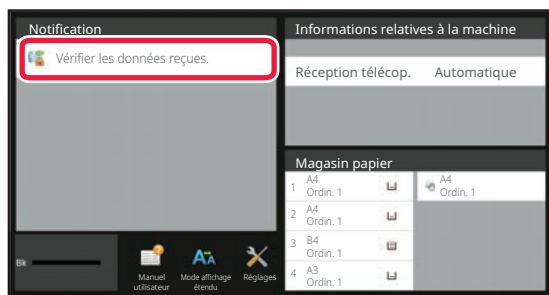 Notification
Vérifier les données reçues.
Informations relatives à la machine
Réception télécop. Automatique
Magasin papier
1 A4
Ordin. 1
A4
Ordin. 1
2 A4
Ordin. 1
3 B4
Ordin. 1
4 A3
Ordin. 1
Bk
Manuel
utilisateur
Mode affichage
étendu
Réglages